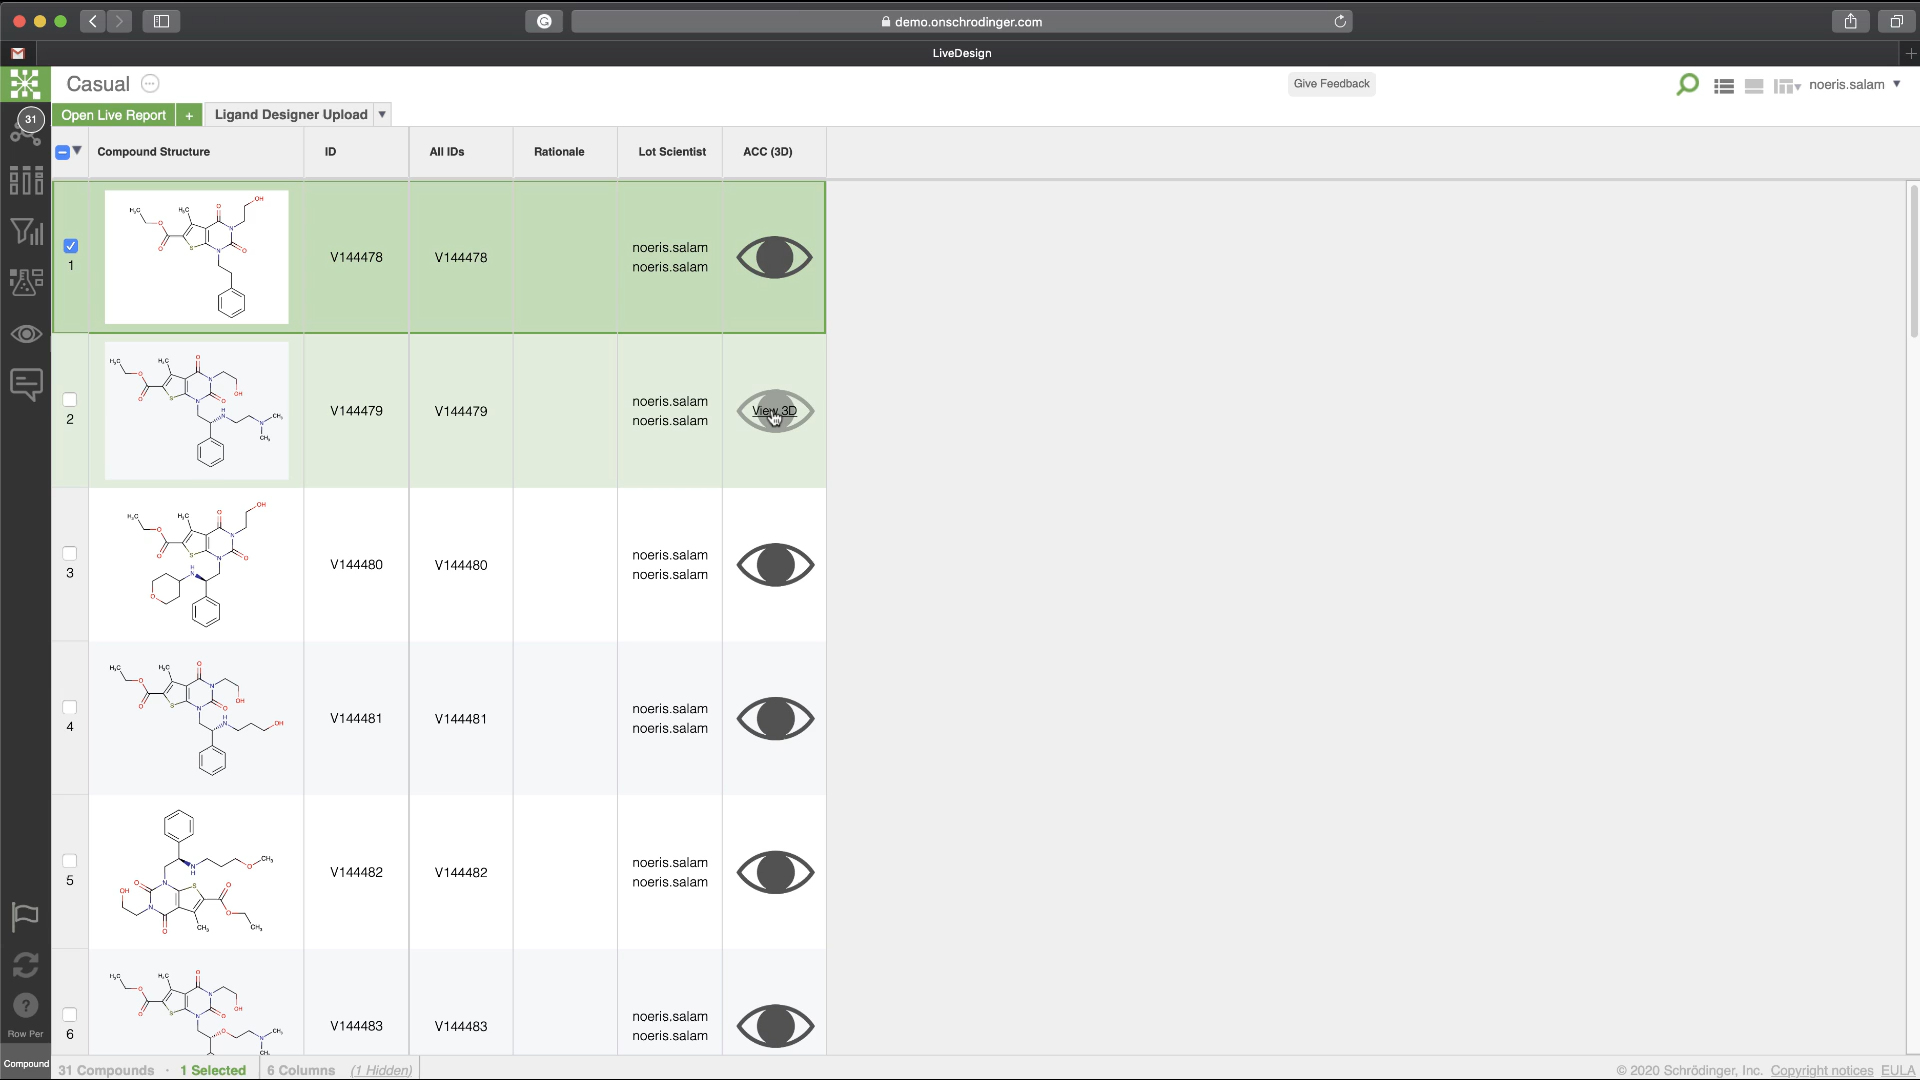 demo.onschrodinger.com
LiveDesign
Casual
Give Feedback
noeris.salam
31
Open Live Report
+
Ligand Designer Upload
Compound Structure
ID
All IDs
Rationale
Lot Scientist
ACC (3D)
1
V144478
V144478
noeris.salam
noeris.salam
2
V144479
V144479
noeris.salam
noeris.salam
View 3D
3
V144480
V144480
noeris.salam
noeris.salam
4
V144481
V144481
noeris.salam
noeris.salam
5
V144482
V144482
noeris.salam
noeris.salam
6
V144483
V144483
noeris.salam
noeris.salam
Row Per
Compound
31 Compounds · 1 Selected
6 Columns (1 Hidden)
© 2020 Schrödinger, Inc. Copyright notices EULA